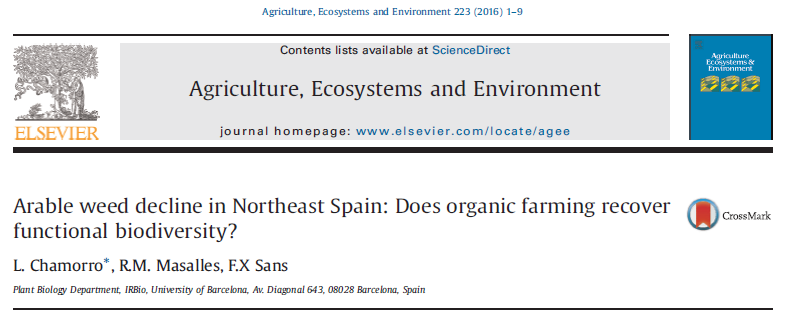 Agriculture, Ecosystems and Environment 223 (2016) 1–9
Contents lists available at ScienceDirect
Agriculture, Ecosystems and Environment
journal homepage: www.elsevier.com/locate/agee
ELSEVIER
Agriculture
Ecosystems &
Environment
Arable weed decline in Northeast Spain: Does organic farming recover
functional biodiversity?
CrossMark
L. Chamorro*, R.M. Masalles, F.X Sans
Plant Biology Department, IRBio, University of Barcelona, Av. Diagonal 643, 08028 Barcelona, Spain